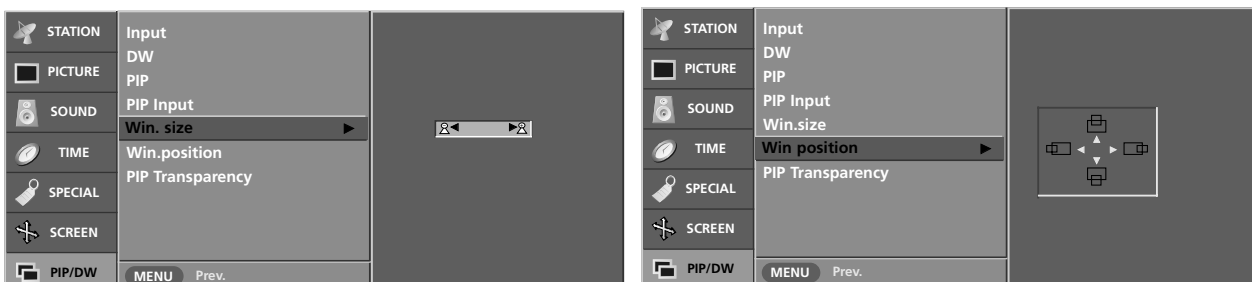 STATION
PICTURE
SOUND
TIME
SPECIAL
SCREEN
PIP/DW
Input
DW
PIP
PIP Input
Win. size
Win.position
PIP Transparency
MENU Prev.
STATION
PICTURE
SOUND
TIME
SPECIAL
SCREEN
PIP/DW
Input
DW
PIP
PIP Input
Win.size
Win position
PIP Transparency
MENU Prev.